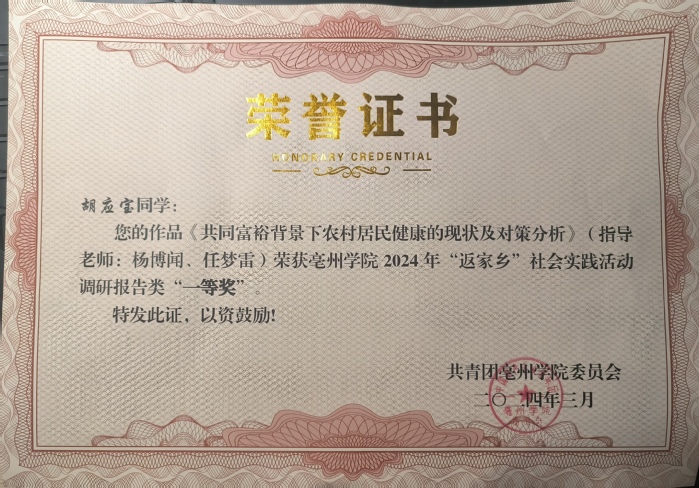 荣誉证书
HONORARY CREDENTIAL
胡应宝同学：
您的作品《共同富裕背景下农村居民健康的现状及对策分析》（指导
老师：杨博闻、任梦雷）荣获亳州学院 2024 年“返家乡”社会实践活动
调研报告类“一等奖”。
特发此证，以资鼓励！
共青团亳州学院委员会
二〇二四年三月
亳州学院